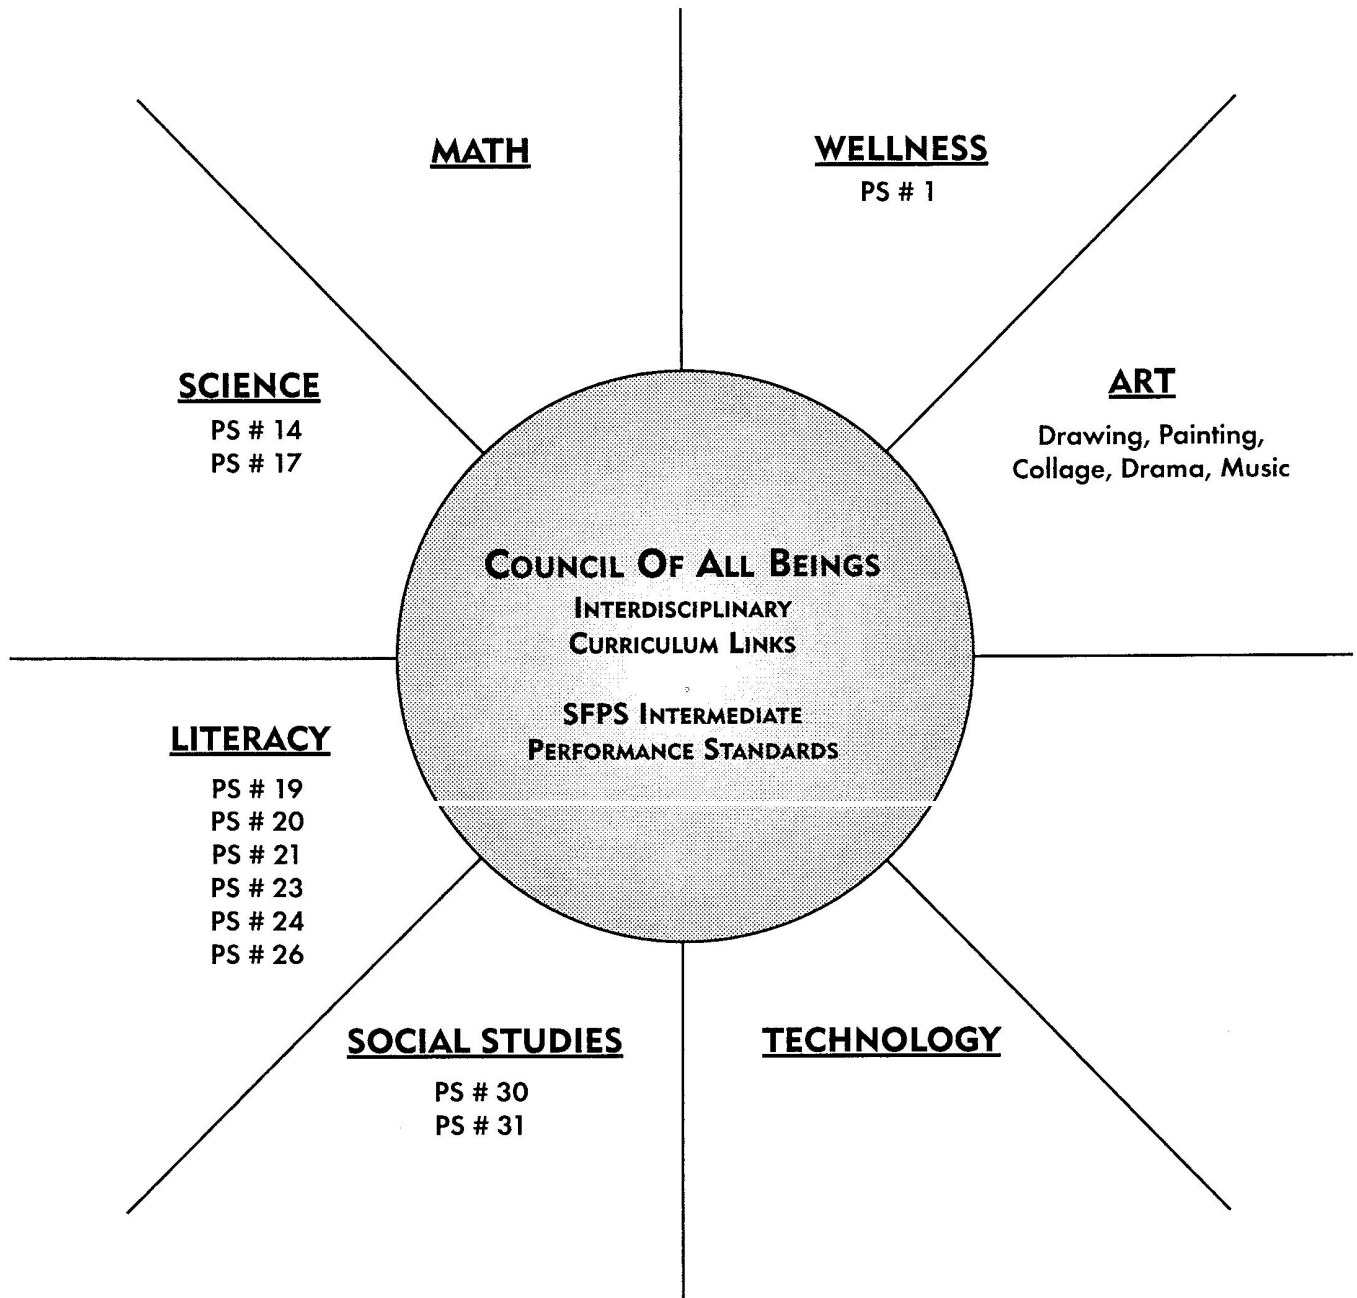 MATH
WELLNESS
PS # 1
SCIENCE
PS # 14
PS # 17
ART
Drawing, Painting,
Collage, Drama, Music
COUNCIL OF ALL BEINGS
INTERDISCIPLINARY
CURRICULUM LINKS
SFPS INTERMEDIATE
PERFORMANCE STANDARDS
LITERACY
PS # 19
PS # 20
PS # 21
PS # 23
PS # 24
PS # 26
SOCIAL STUDIES
PS # 30
PS # 31
TECHNOLOGY